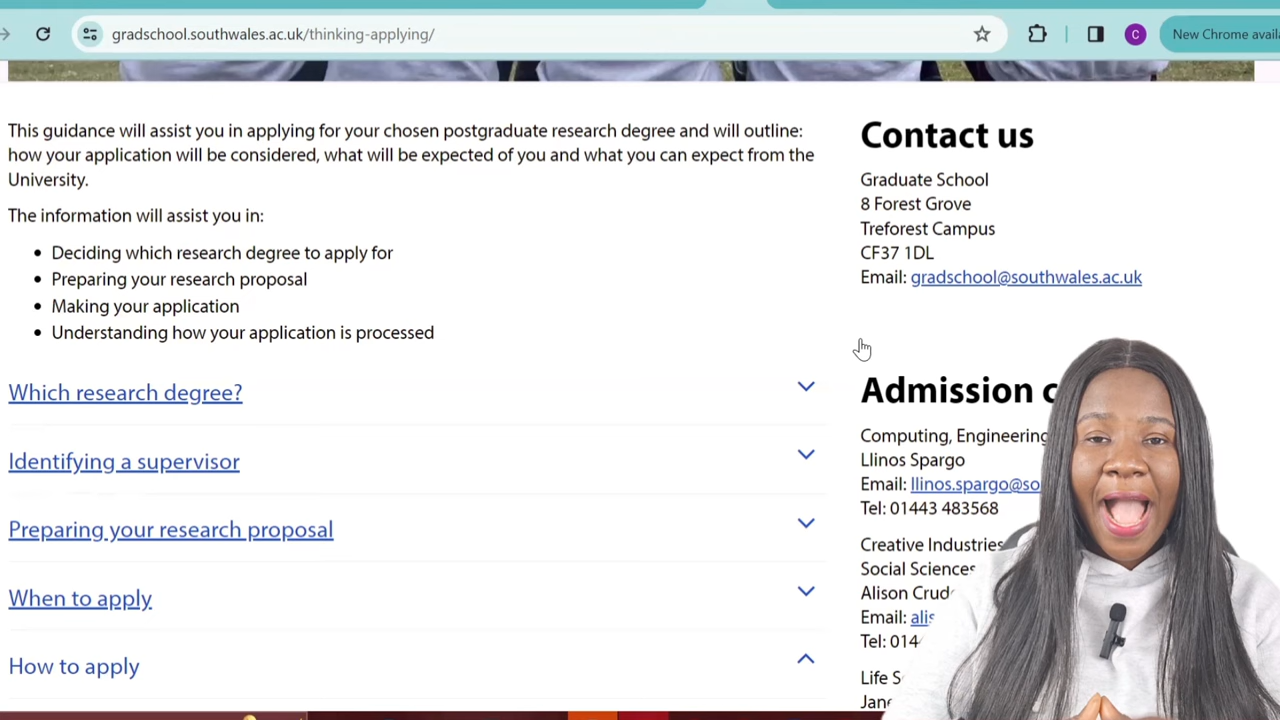 gradschool.southwales.ac.uk/thinking-applying/
C
New Chrome
This guidance will assist you in applying for your chosen postgraduate research degree and will outline:
how your application will be considered, what will be expected of you and what you can expect from the
University.
The information will assist you in:
Deciding which research degree to apply for
Preparing your research proposal
Making your application
Understanding how your application is processed
Which research degree?
Identifying a supervisor
Preparing your research proposal
When to apply
How to apply
Contact us
Graduate School
8 Forest Grove
Treforest Campus
CF37 1DL
Email: gradschool@southwales.ac.uk
Admission
Computing, Engineering
Llinos Spargo
Email: llinos.spargo@so
Tel: 01443 483568
Creative Industries
Social Sciences
Alison
Email:
Tel:
Life